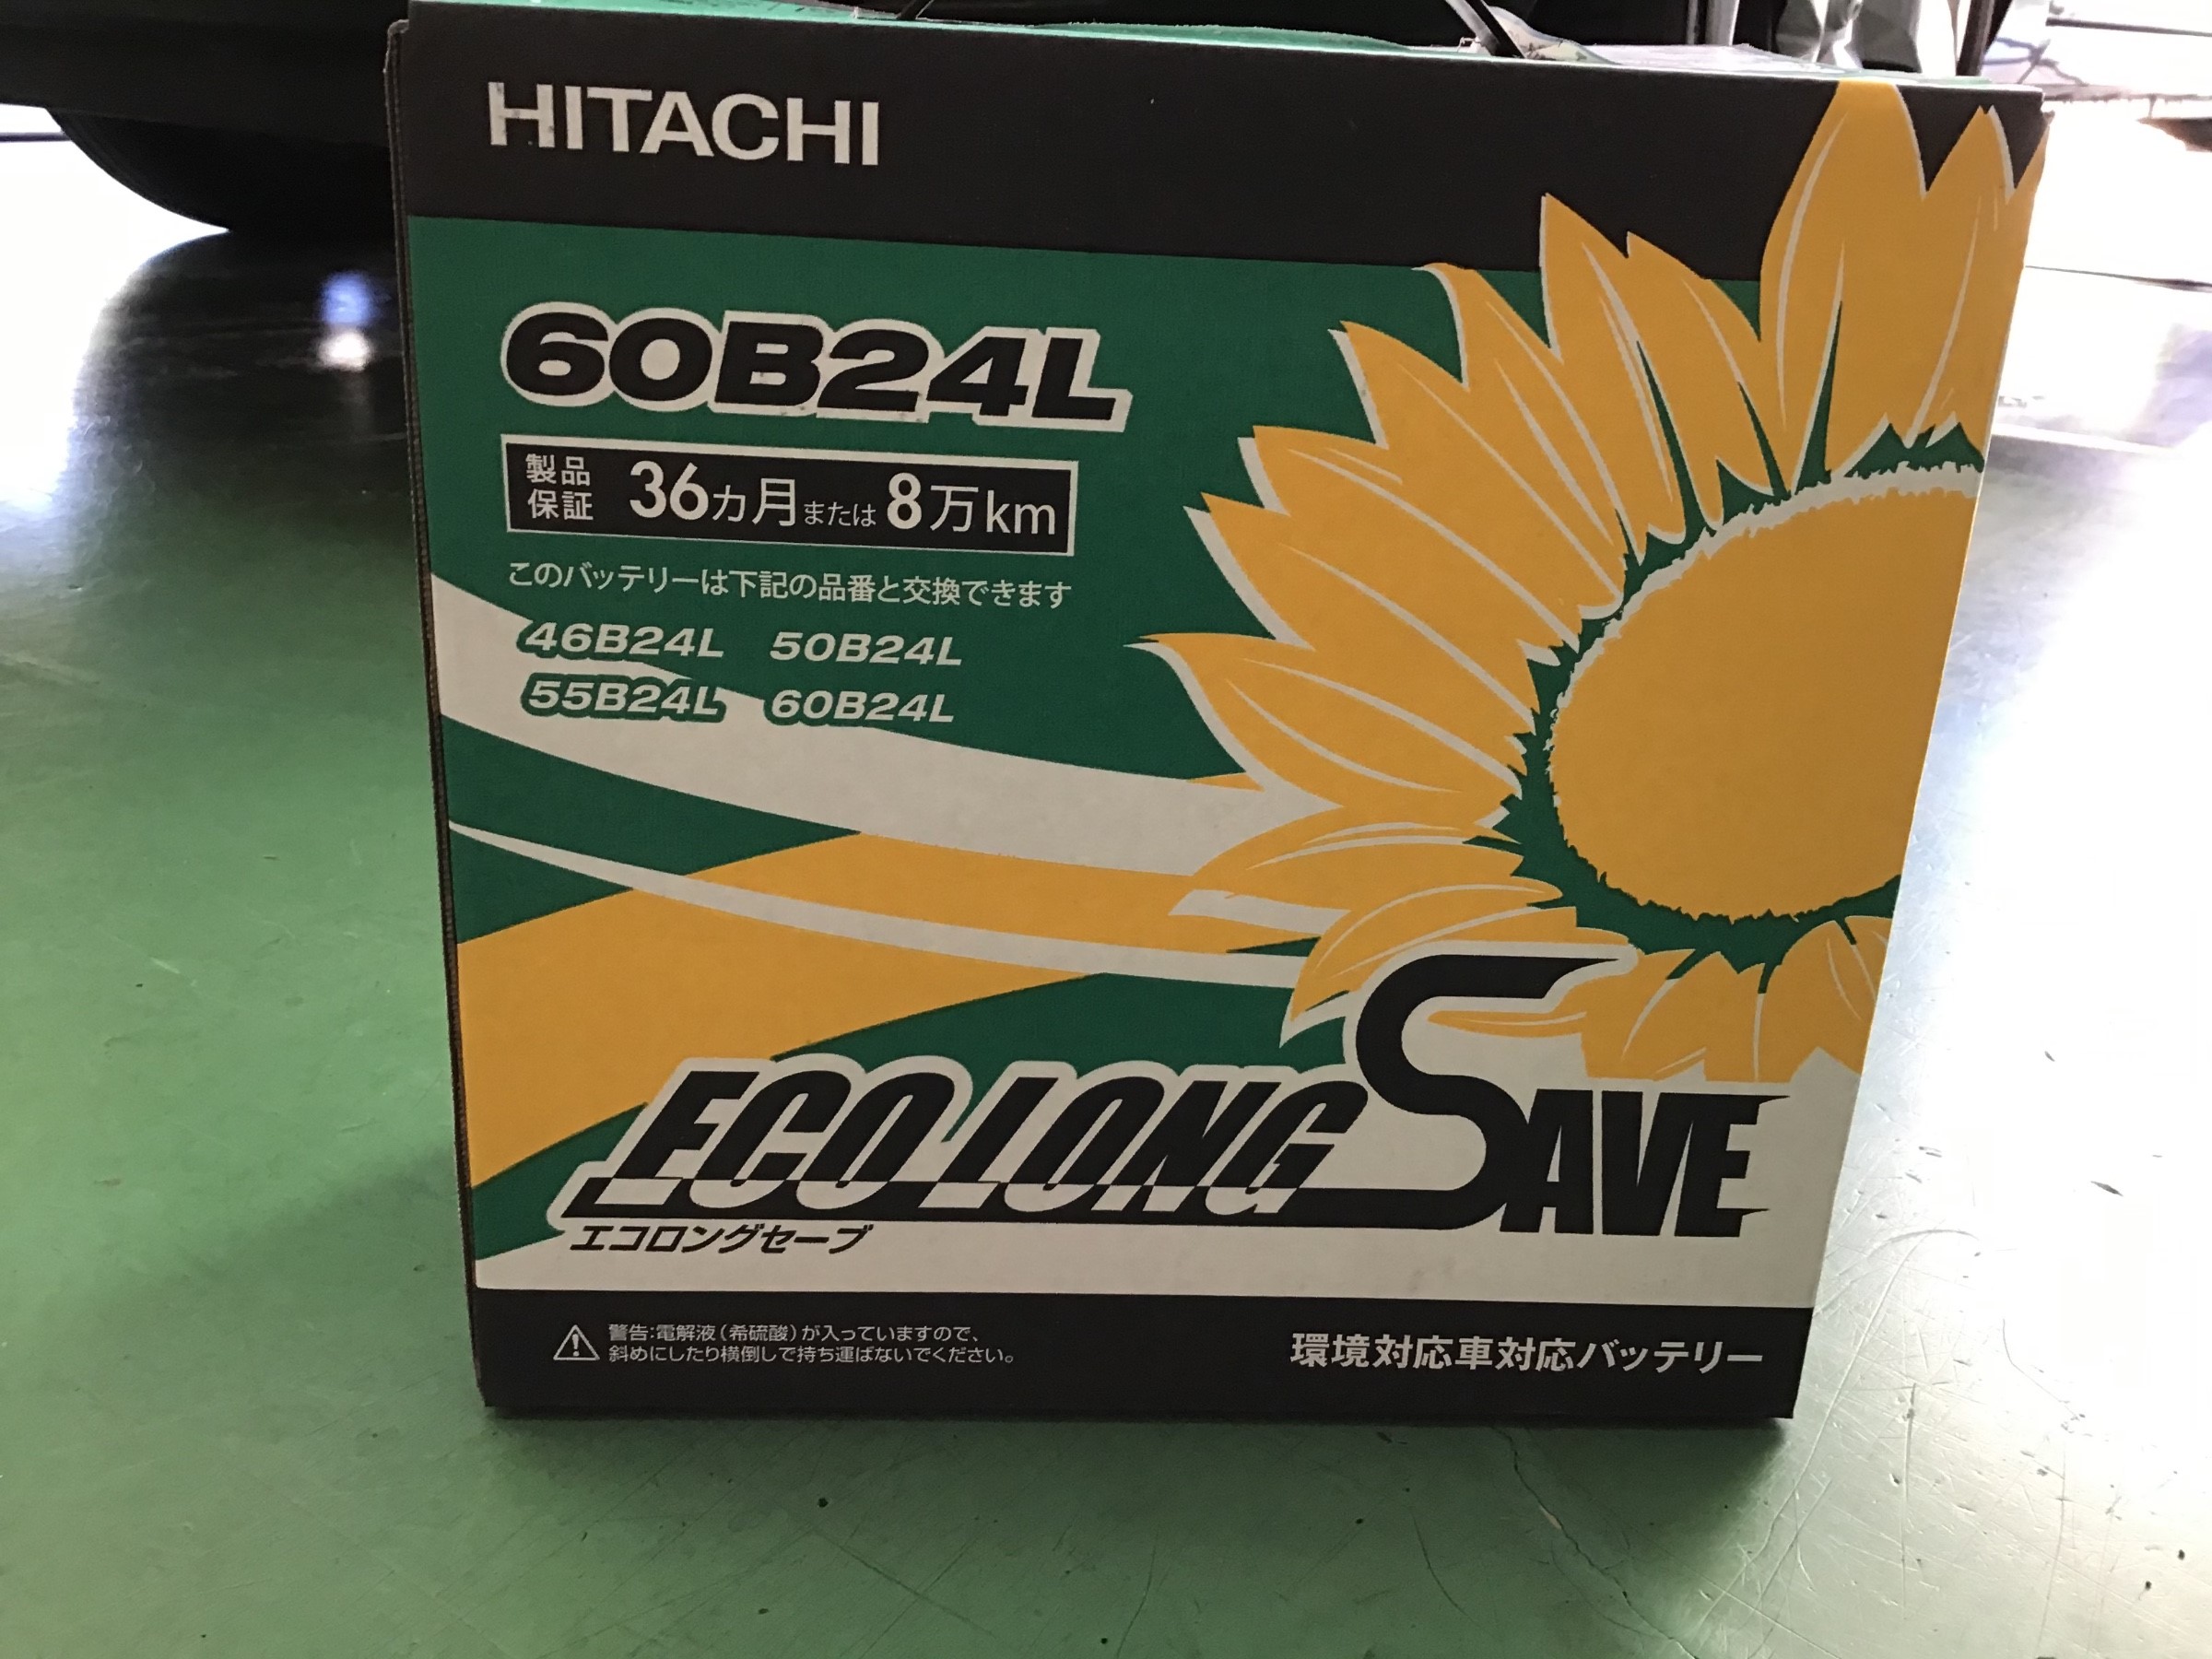 HITACHI
60B24L
製品
保証
36ヵ月または8万km
このバッテリーは下記の品番と交換できます
46B24L 50B24L
55B24L 60B24L
ECO LONG SAVE
エコロングセーブ
警告:電解液(希硫酸)が入っていますので、
斜めにしたり横倒しで持ち運ばないでください。
環境対応車対応バッテリー